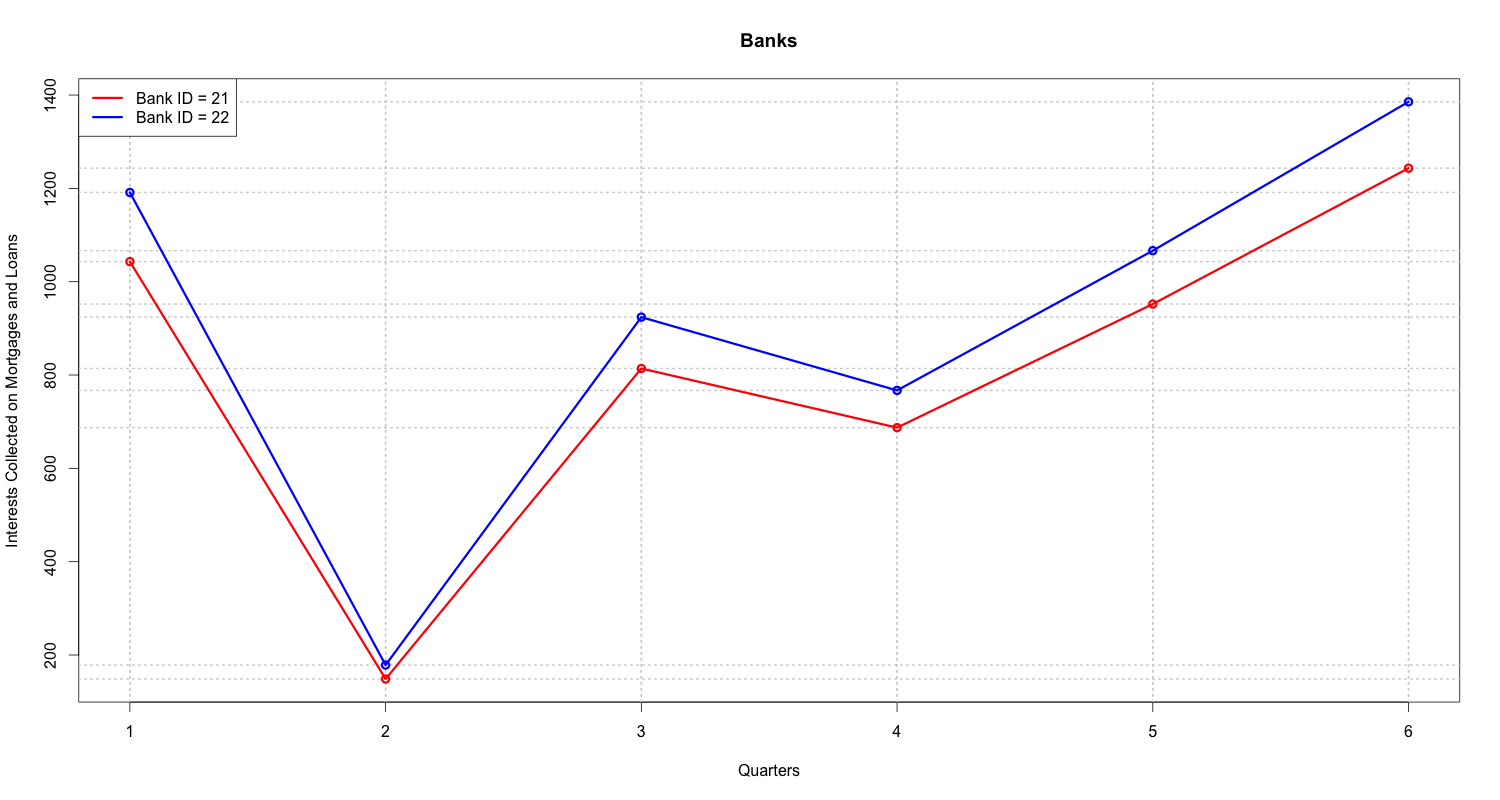 Banks
Bank ID = 21
Bank ID = 22
Interests Collected on Mortgages and Loans
1400
1200
1000
800
600
400
200
1 2 3 4 5 6
Quarters